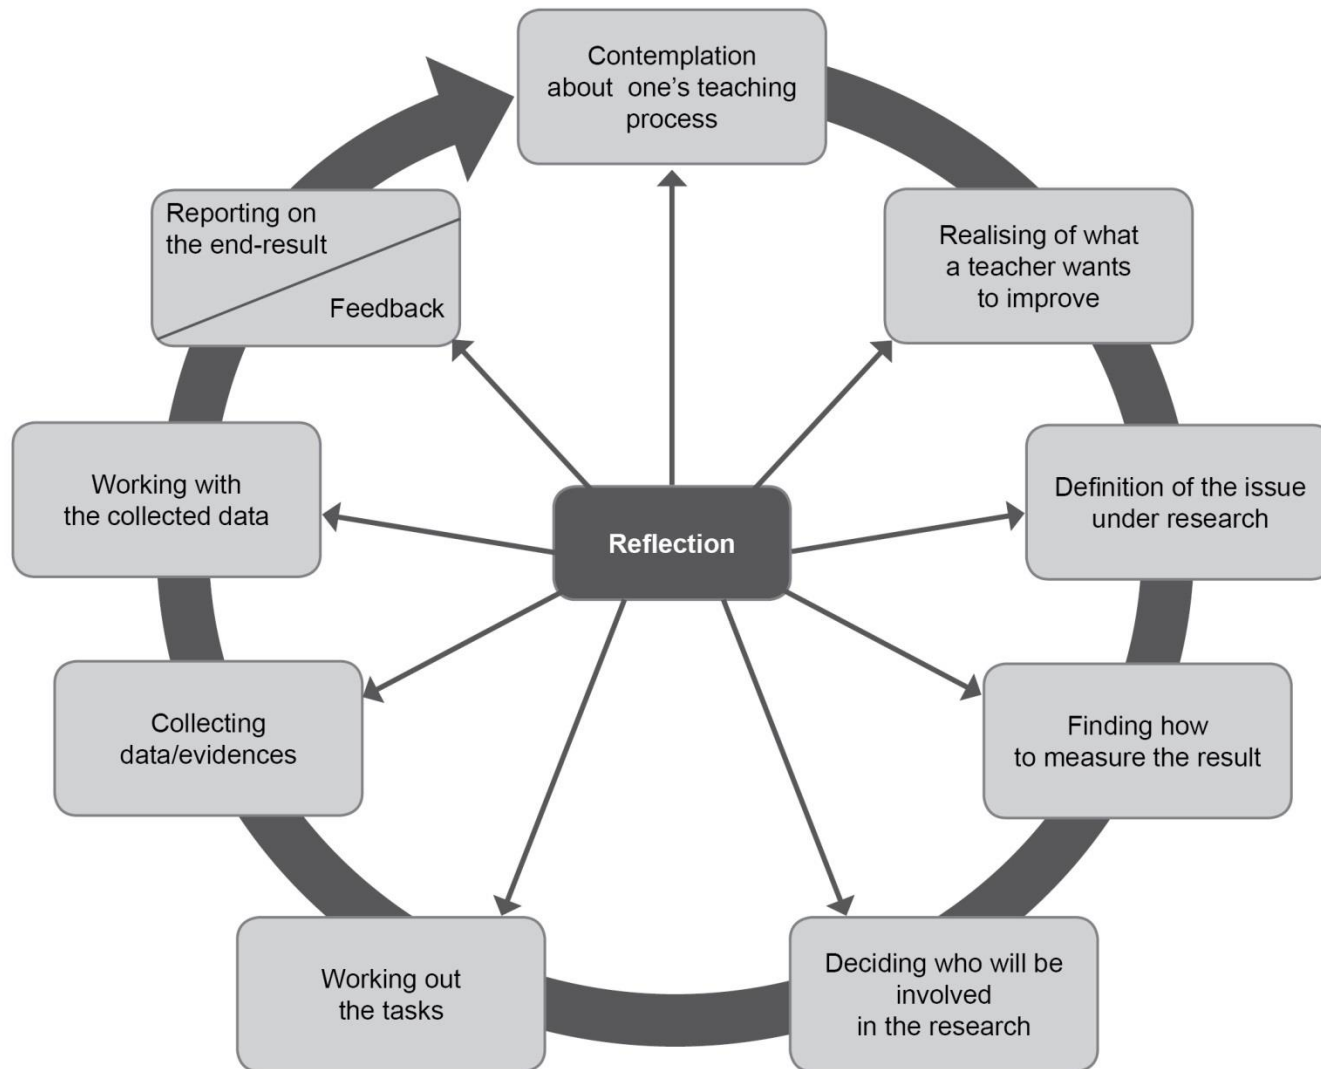 Contemplation
about one's teaching
process
Realising of what
a teacher wants
to improve
Definition of the issue
under research
Finding how
to measure the result
Deciding who will be
involved
in the research
Working out
the tasks
Collecting
data/evidences
Working with
the collected data
Reporting on
the end-result
Feedback
Reflection